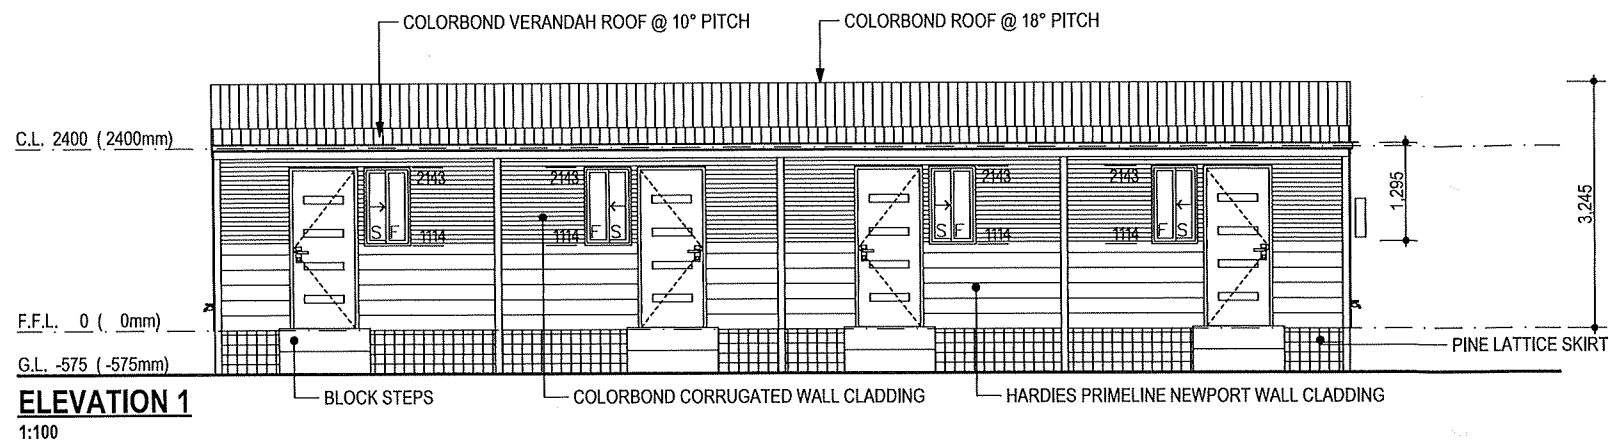 COLORBOND VERANDAH ROOF @ 10° PITCH
COLORBOND ROOF @ 18° PITCH
C.L. 2400 ( 2400mm)
2143 2143 2143 2143
1,295
3,245
S F F S S F F S
1114 1114 1114 1114
F.F.L. 0 ( 0mm)
PINE LATTICE SKIRT
G.L. -575 ( -575mm)
BLOCK STEPS
COLORBOND CORRUGATED WALL CLADDING
HARDIES PRIMELINE NEWPORT WALL CLADDING
ELEVATION 1
1:100